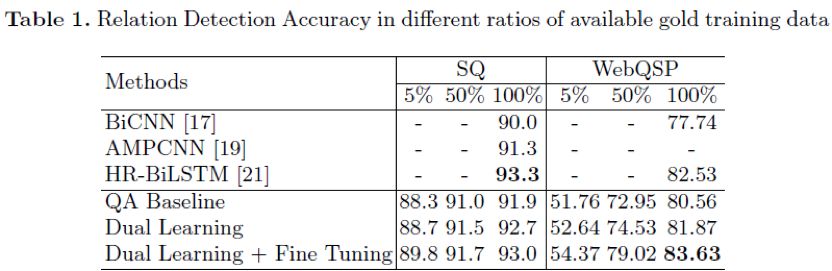 Table 1. Relation Detection Accuracy in different ratios of available gold training data
Methods SQ WebQSP
5% 50% 100% 5% 50% 100%
BiCNN [17] - - 90.0 - - 77.74
AMPCNN [19] - - 91.3 - - -
HR-BiLSTM [21] - - 93.3 - - 82.53
QA Baseline 88.3 91.0 91.9 51.76 72.95 80.56
Dual Learning 88.7 91.5 92.7 52.64 74.53 81.87
Dual Learning + Fine Tuning 89.8 91.7 93.0 54.37 79.02 83.63